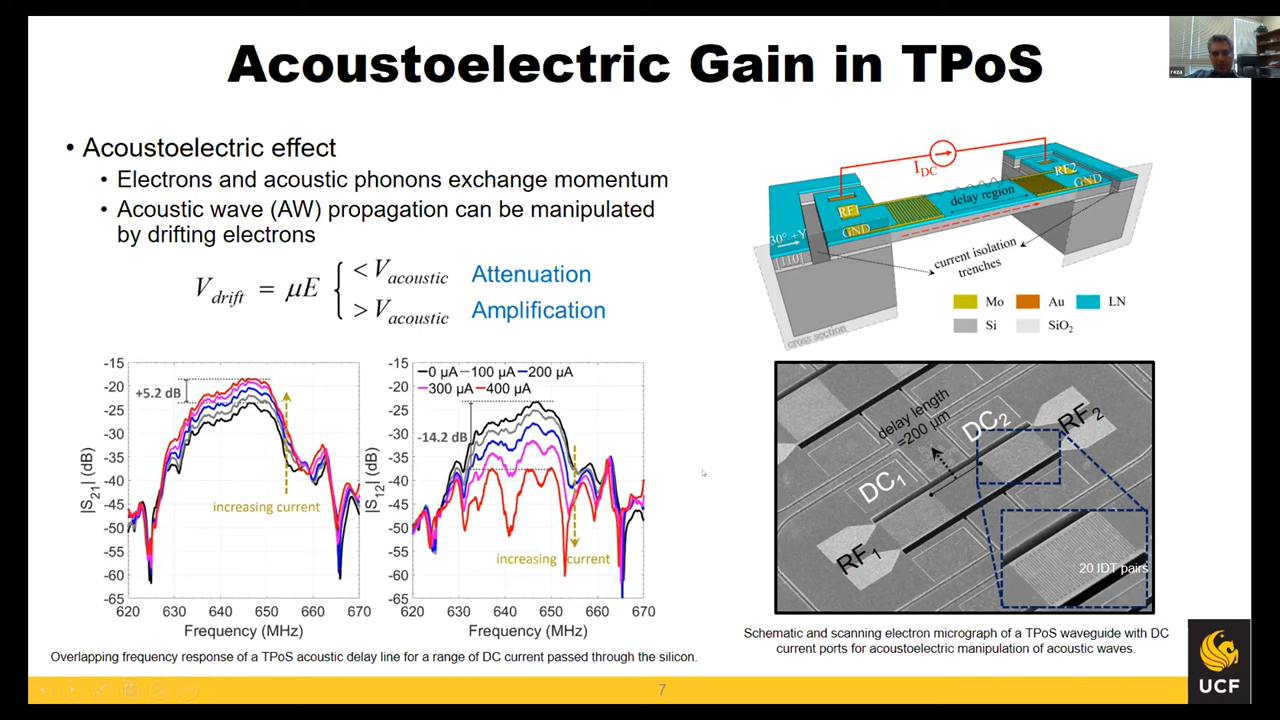 Acoustoelectric Gain in TPoS
reza
• Acoustoelectric effect
• Electrons and acoustic phonons exchange momentum
• Acoustic wave (AW) propagation can be manipulated
by drifting electrons
V_drift = μE { < V_acoustic Attenuation
> V_acoustic Amplification
I_DC
RF1
GND
RF2
GND
delay region
30° +Y
[110]
current isolation
trenches
cross section
Mo Au LN
Si SiO₂
-15
-20
-25
-30
-35
-40
-45
-50
-55
-60
-65
|S₂₁| (dB)
+5.2 dB
increasing current
620 630 640 650 660 670
Frequency (MHz)
-15
-20
-25
-30
-35
-40
-45
-50
-55
-60
-65
|S₁₂| (dB)
0 μA 100 μA 200 μA
300 μA 400 μA
-14.2 dB
increasing current
620 630 640 650 660 670
Frequency (MHz)
Overlapping frequency response of a TPoS acoustic delay line for a range of DC current passed through the silicon.
delay length
=200 μm
DC₁
DC₂
RF₁
RF₂
20 IDT pairs
Schematic and scanning electron micrograph of a TPoS waveguide with DC
current ports for acoustoelectric manipulation of acoustic waves.
7
UCF